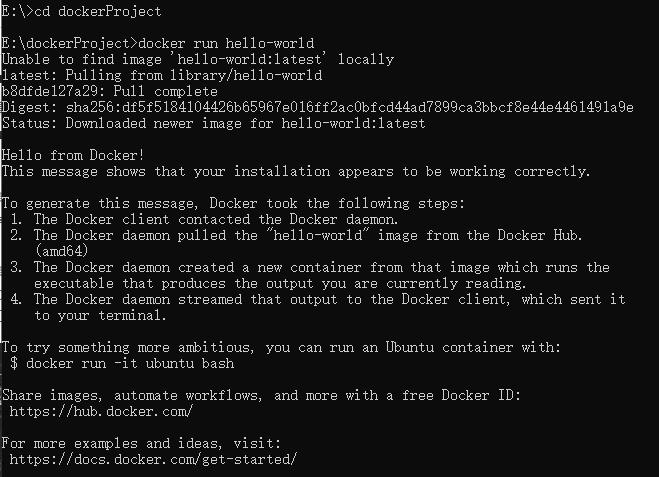 E:\>cd dockerProject
E:\dockerProject>docker run hello-world
Unable to find image 'hello-world:latest' locally
latest: Pulling from library/hello-world
b8dfde127a29: Pull complete
Digest: sha256:df5f5184104426b65967e016ff2ac0bfcd44ad7899ca3bbcf8e44e4461491a9e
Status: Downloaded newer image for hello-world:latest
Hello from Docker!
This message shows that your installation appears to be working correctly.
To generate this message, Docker took the following steps:
1. The Docker client contacted the Docker daemon.
2. The Docker daemon pulled the "hello-world" image from the Docker Hub.
(amd64)
3. The Docker daemon created a new container from that image which runs the
executable that produces the output you are currently reading.
4. The Docker daemon streamed that output to the Docker client, which sent it
to your terminal.
To try something more ambitious, you can run an Ubuntu container with:
$ docker run -it ubuntu bash
Share images, automate workflows, and more with a free Docker ID:
https://hub.docker.com/
For more examples and ideas, visit:
https://docs.docker.com/get-started/